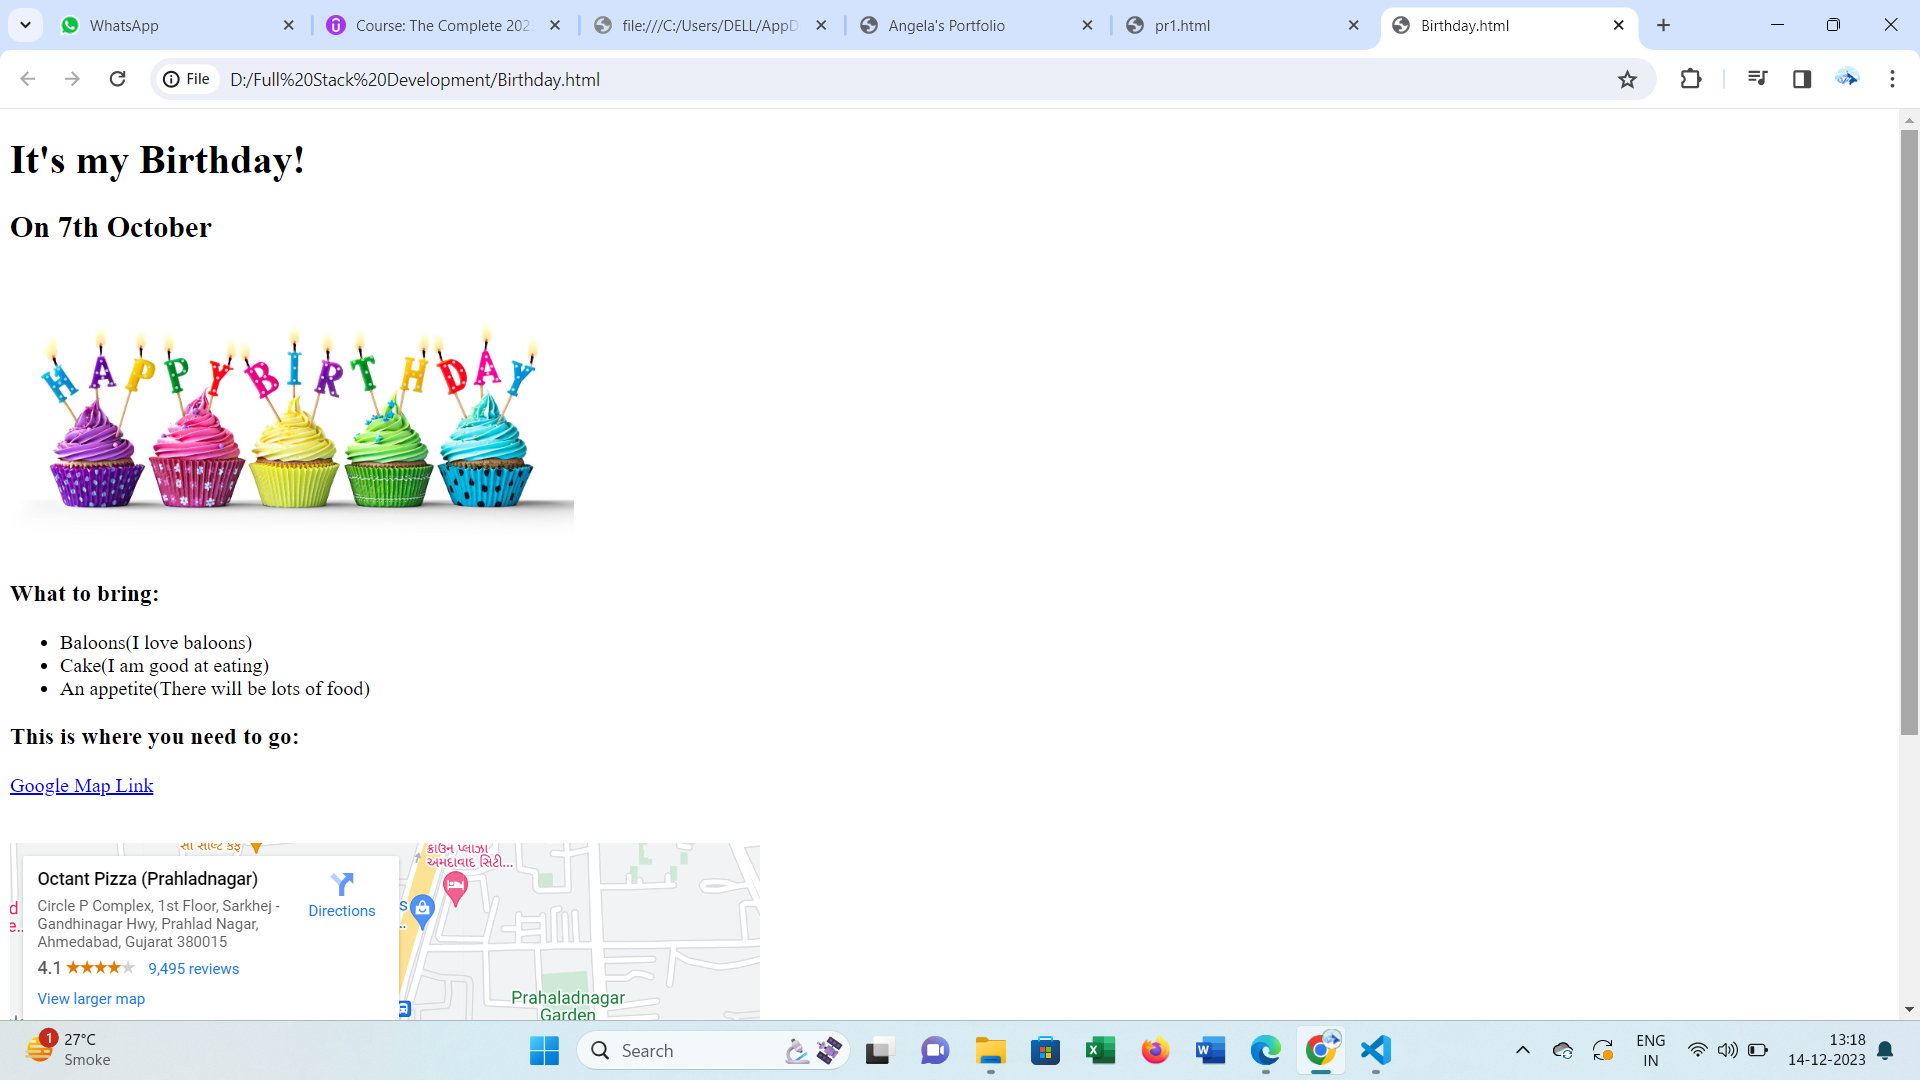 WhatsApp
Course: The Complete 202
file:///C:/Users/DELL/AppD
Angela's Portfolio
pr1.html
Birthday.html
File
D:/Full%20Stack%20Development/Birthday.html
It's my Birthday!
On 7th October
HAPPY BIRTHDAY
What to bring:
Baloons(I love baloons)
Cake(I am good at eating)
An appetite(There will be lots of food)
This is where you need to go:
Google Map Link
ક્રાઉન પ્લાઝા
અમદાવાદ સિટી...
Octant Pizza (Prahladnagar)
Circle P Complex, 1st Floor, Sarkhej -
Gandhinagar Hwy, Prahlad Nagar,
Ahmedabad, Gujarat 380015
Directions
4.1
9,495 reviews
View larger map
Prahaladnagar
Garden
1
27°C
Smoke
Search
ENG
IN
13:18
14-12-2023